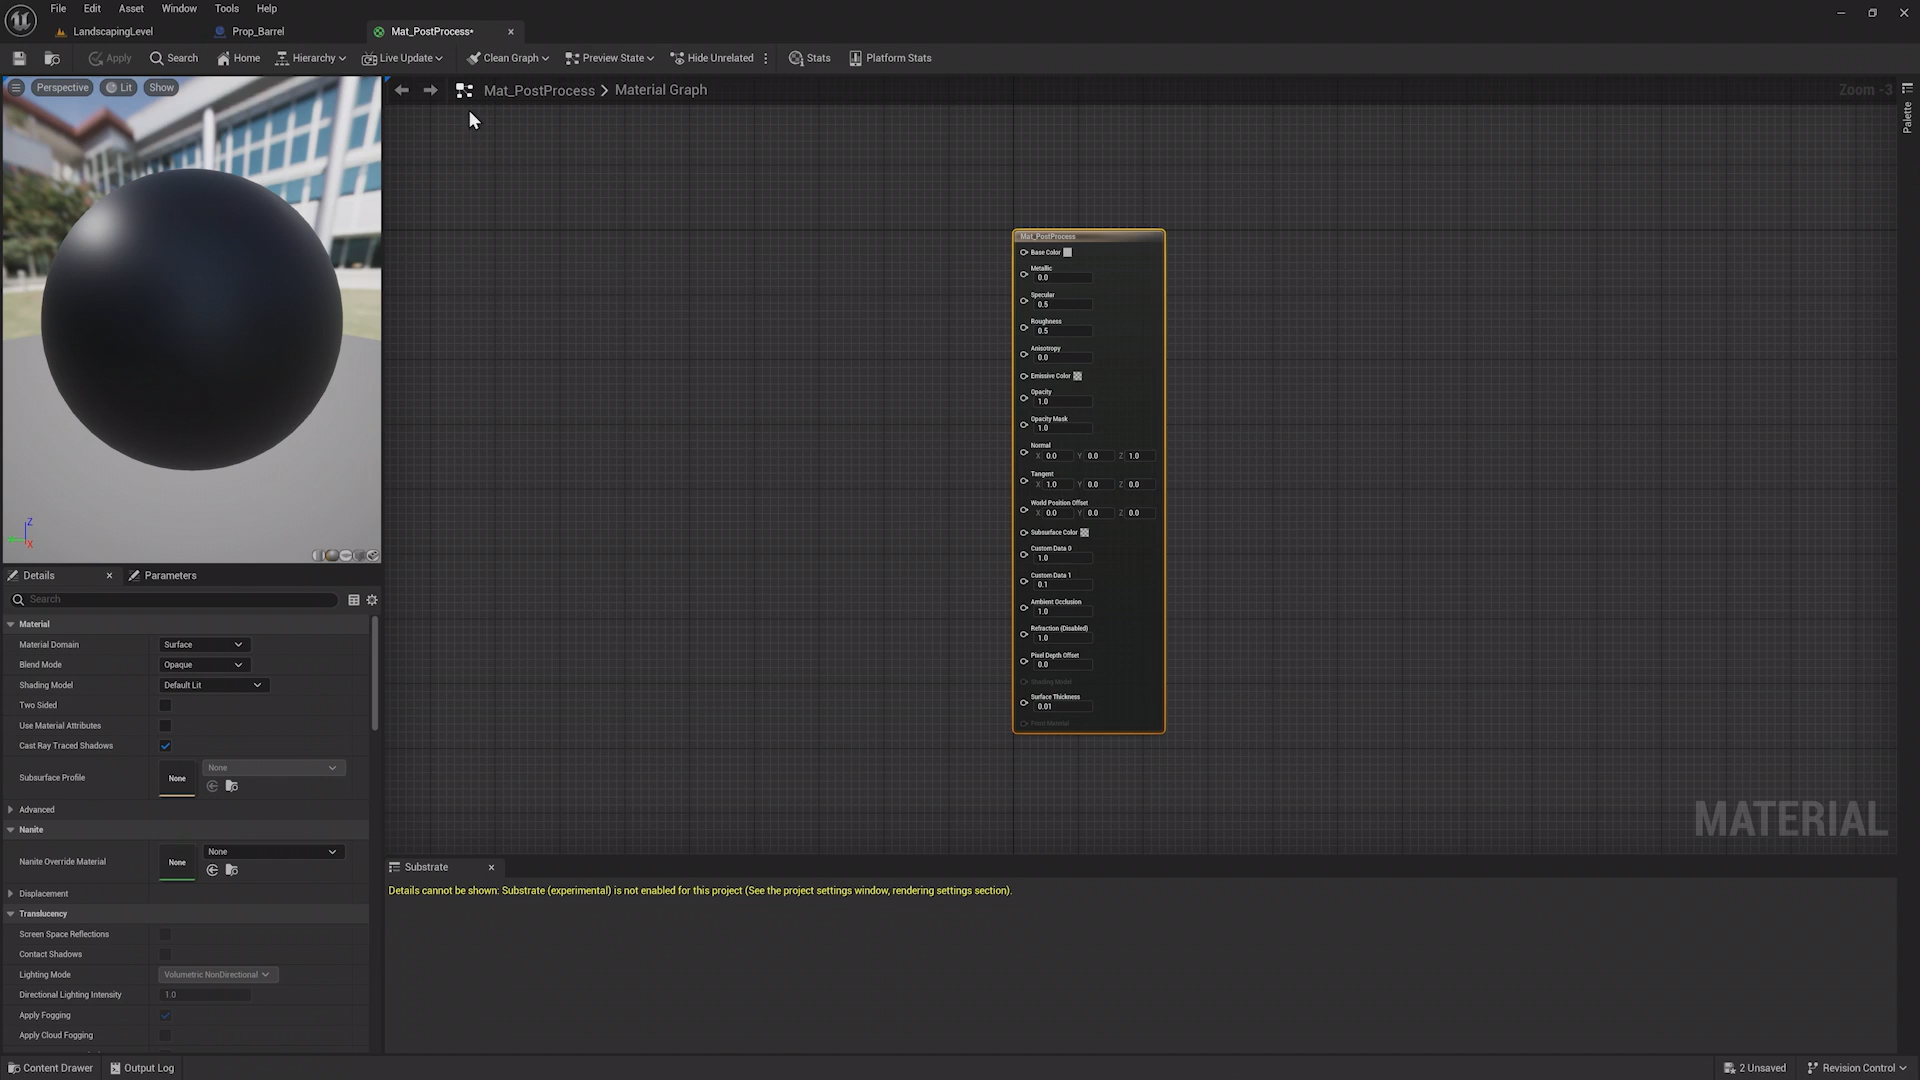 File Edit Asset Window Tools Help
LandscapingLevel Prop_Barrel Mat_PostProcess*
Apply Search Home Hierarchy Live Update Clean Graph Preview State Hide Unrelated Stats Platform Stats
Perspective Lit Show
Mat_PostProcess > Material Graph
Zoom -3
Palette
Z
X
Mat_PostProcess
Base Color
Metallic
0.0
Specular
0.5
Roughness
0.5
Anisotropy
0.0
Emissive Color
Opacity
1.0
Opacity Mask
1.0
Normal
X 0.0 Y 0.0 Z 1.0
Tangent
X 1.0 Y 0.0 Z 0.0
World Position Offset
X 0.0 Y 0.0 Z 0.0
Subsurface Color
Custom Data 0
1.0
Custom Data 1
0.1
Ambient Occlusion
1.0
Refraction (Disabled)
1.0
Pixel Depth Offset
0.0
Shading Model
Surface Thickness
0.01
Front Material
MATERIAL
Details Parameters
Search
Material
Material Domain Surface
Blend Mode Opaque
Shading Model Default Lit
Two Sided
Use Material Attributes
Cast Ray Traced Shadows
Subsurface Profile None None
Advanced
Nanite
Nanite Override Material None None
Displacement
Translucency
Screen Space Reflections
Contact Shadows
Lighting Mode Volumetric NonDirectional
Directional Lighting Intensity 1.0
Apply Fogging
Apply Cloud Fogging
Substrate
Details cannot be shown: Substrate (experimental) is not enabled for this project (See the project settings window, rendering settings section).
Content Drawer Output Log 2 Unsaved Revision Control